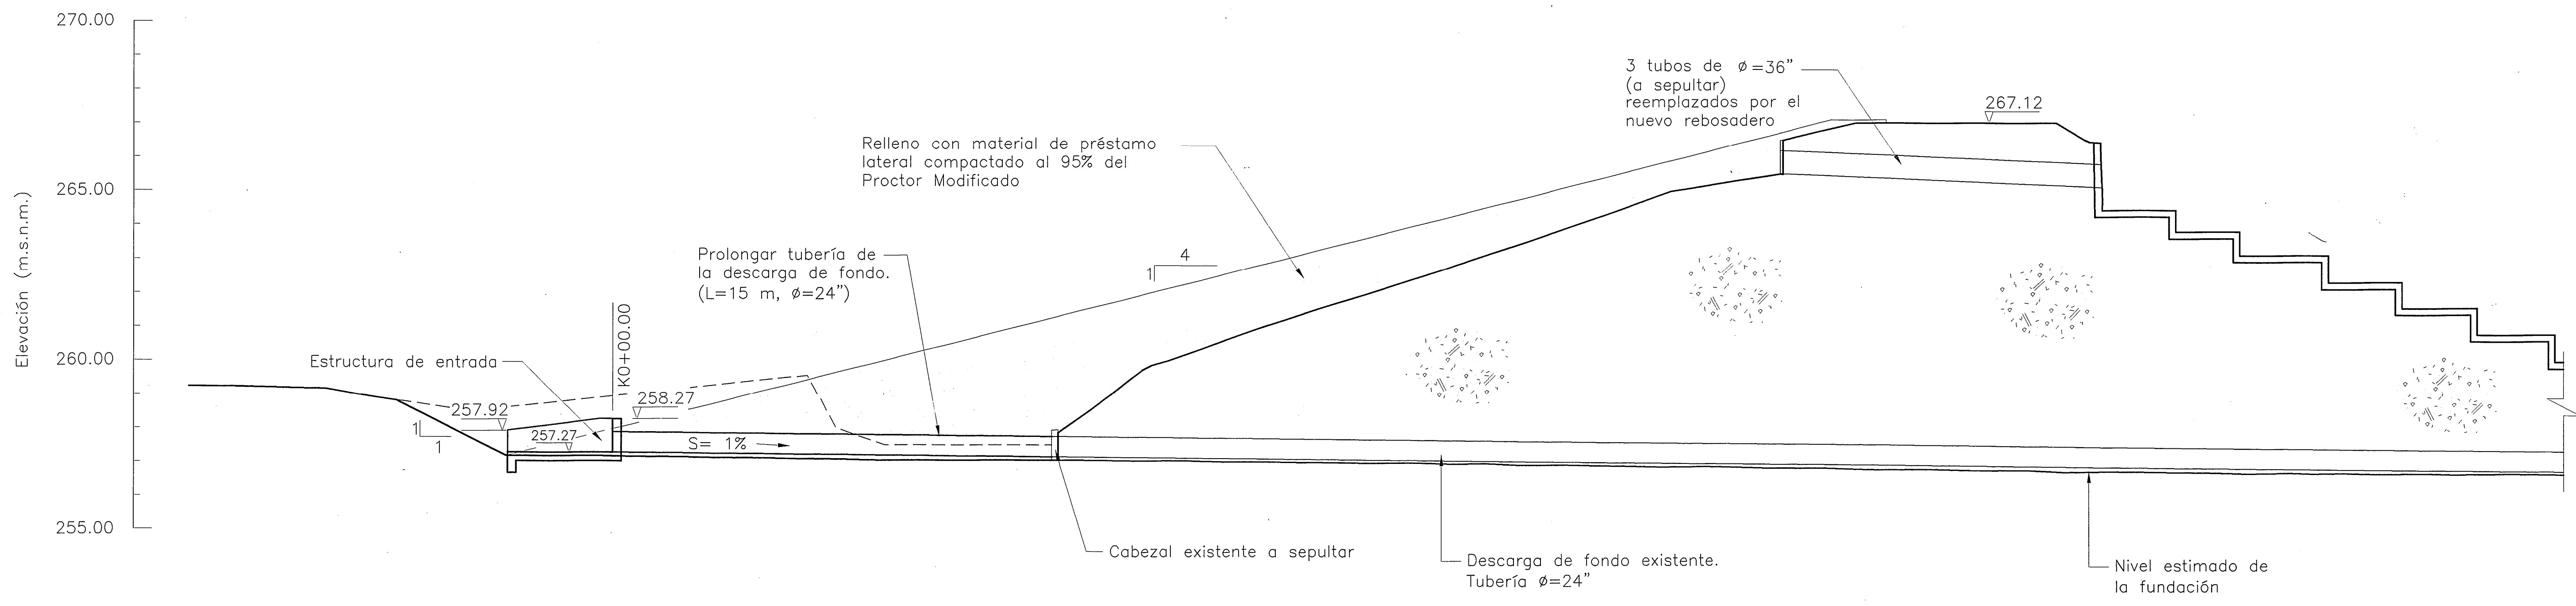 270.00
265.00
260.00
255.00
Elevación (m.s.n.m.)
3 tubos de ø=36"
(a sepultar)
reemplazados por el
nuevo rebosadero
267.12
Relleno con material de préstamo
lateral compactado al 95% del
Proctor Modificado
4
1
Prolongar tubería de
la descarga de fondo.
(L=15 m, ø=24")
K0+00.00
Estructura de entrada
257.92
258.27
257.27
1
1
S= 1%
Cabezal existente a sepultar
Descarga de fondo existente.
Tubería ø=24"
Nivel estimado de
la fundación